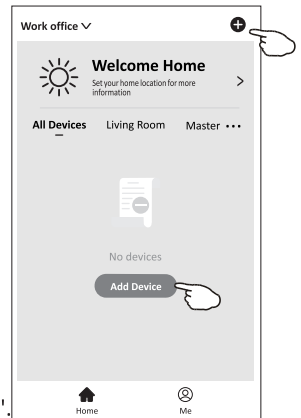 Work office
Welcome Home
Set your home location for more
information
All Devices Living Room Master •••
No devices
Add Device
Home Me
'.